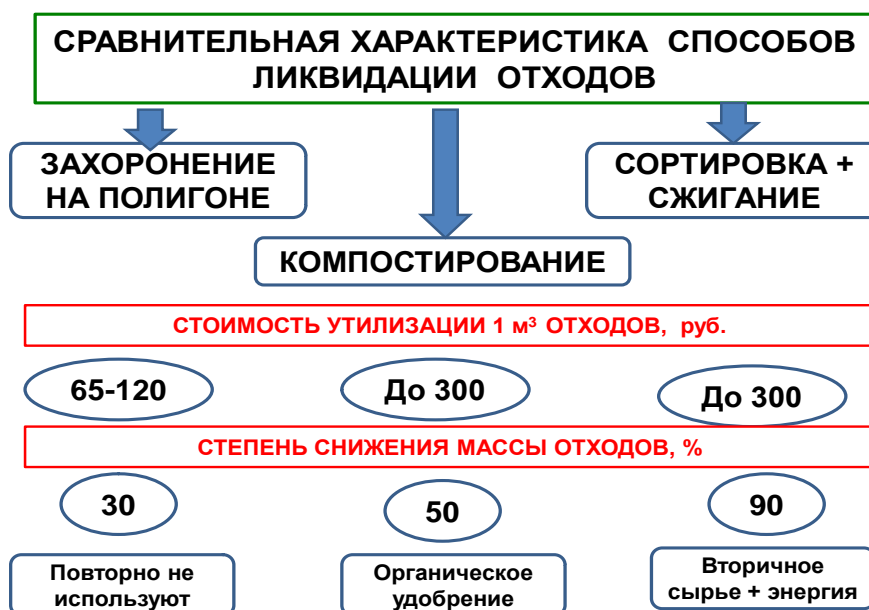 СРАВНИТЕЛЬНАЯ ХАРАКТЕРИСТИКА СПОСОБОВ
ЛИКВИДАЦИИ ОТХОДОВ
ЗАХОРОНЕНИЕ
НА ПОЛИГОНЕ
СОРТИРОВКА +
СЖИГАНИЕ
КОМПОСТИРОВАНИЕ
СТОИМОСТЬ УТИЛИЗАЦИИ 1 м³ ОТХОДОВ, руб.
65-120
До 300
До 300
СТЕПЕНЬ СНИЖЕНИЯ МАССЫ ОТХОДОВ, %
30
50
90
Повторно не
используют
Органическое
удобрение
Вторичное
сырье + энергия